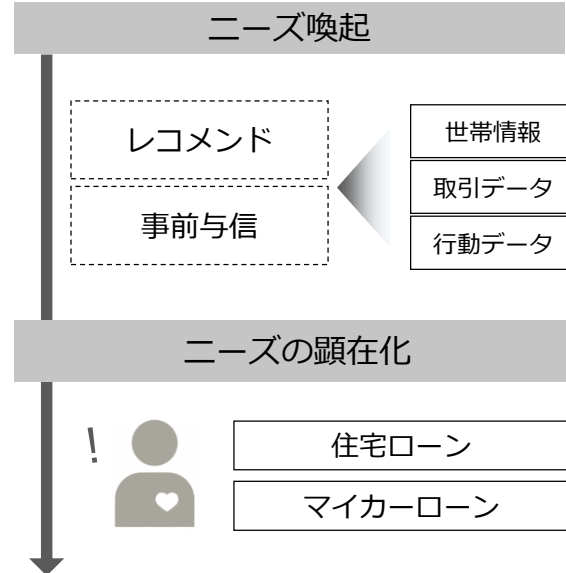 ニーズ喚起
レコメンド
事前与信
世帯情報
取引データ
行動データ
ニーズの顕在化
!
住宅ローン
マイカーローン